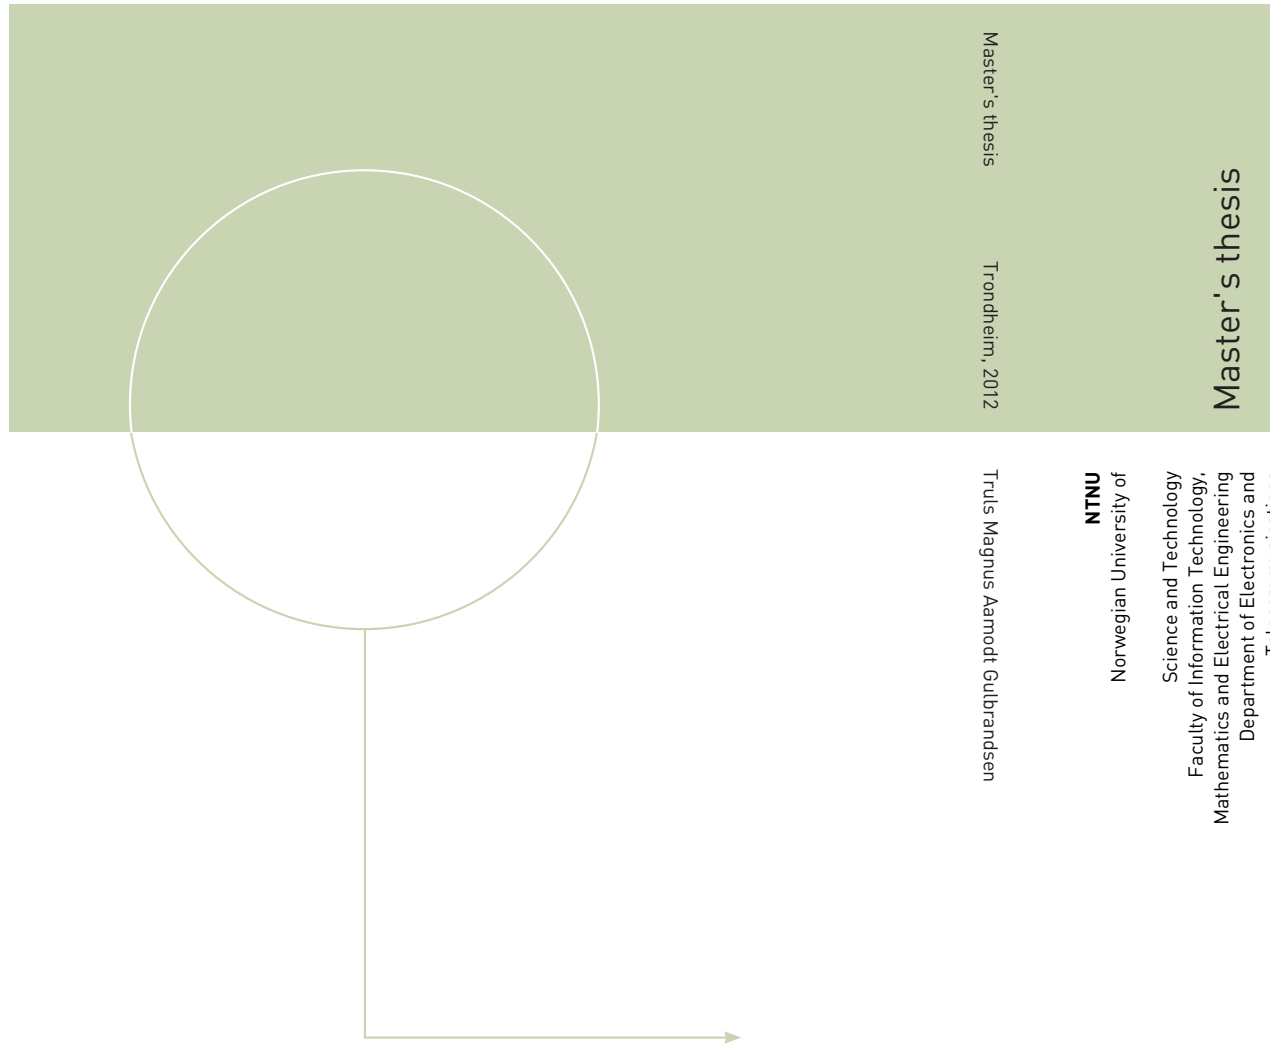 Master's thesis
Trondheim, 2012
Truls Magnus Aamodt Gulbrandsen
NTNU
Norwegian University of
Science and Technology
Faculty of Information Technology,
Mathematics and Electrical Engineering
Department of Electronics and
Master's thesis